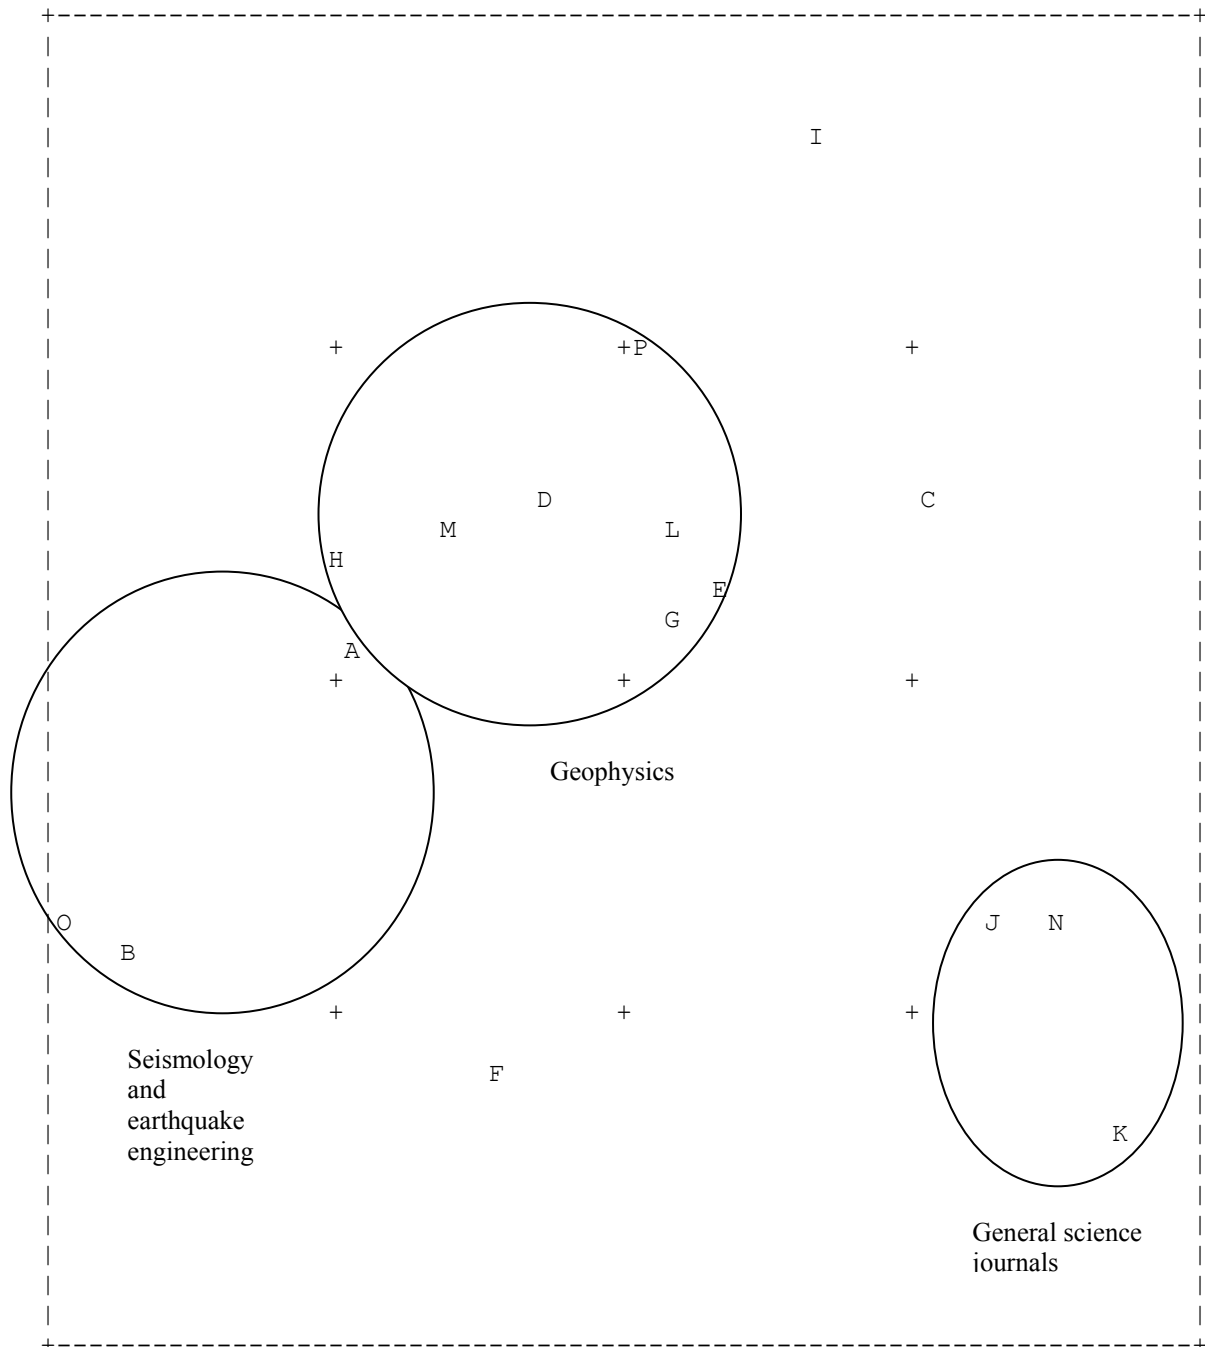 I
+ +P +
D C
M L
H
E
G
A
+ + +
Geophysics
O J N
B
+ + +
Seismology
and
earthquake
engineering
F
K
General science
journals